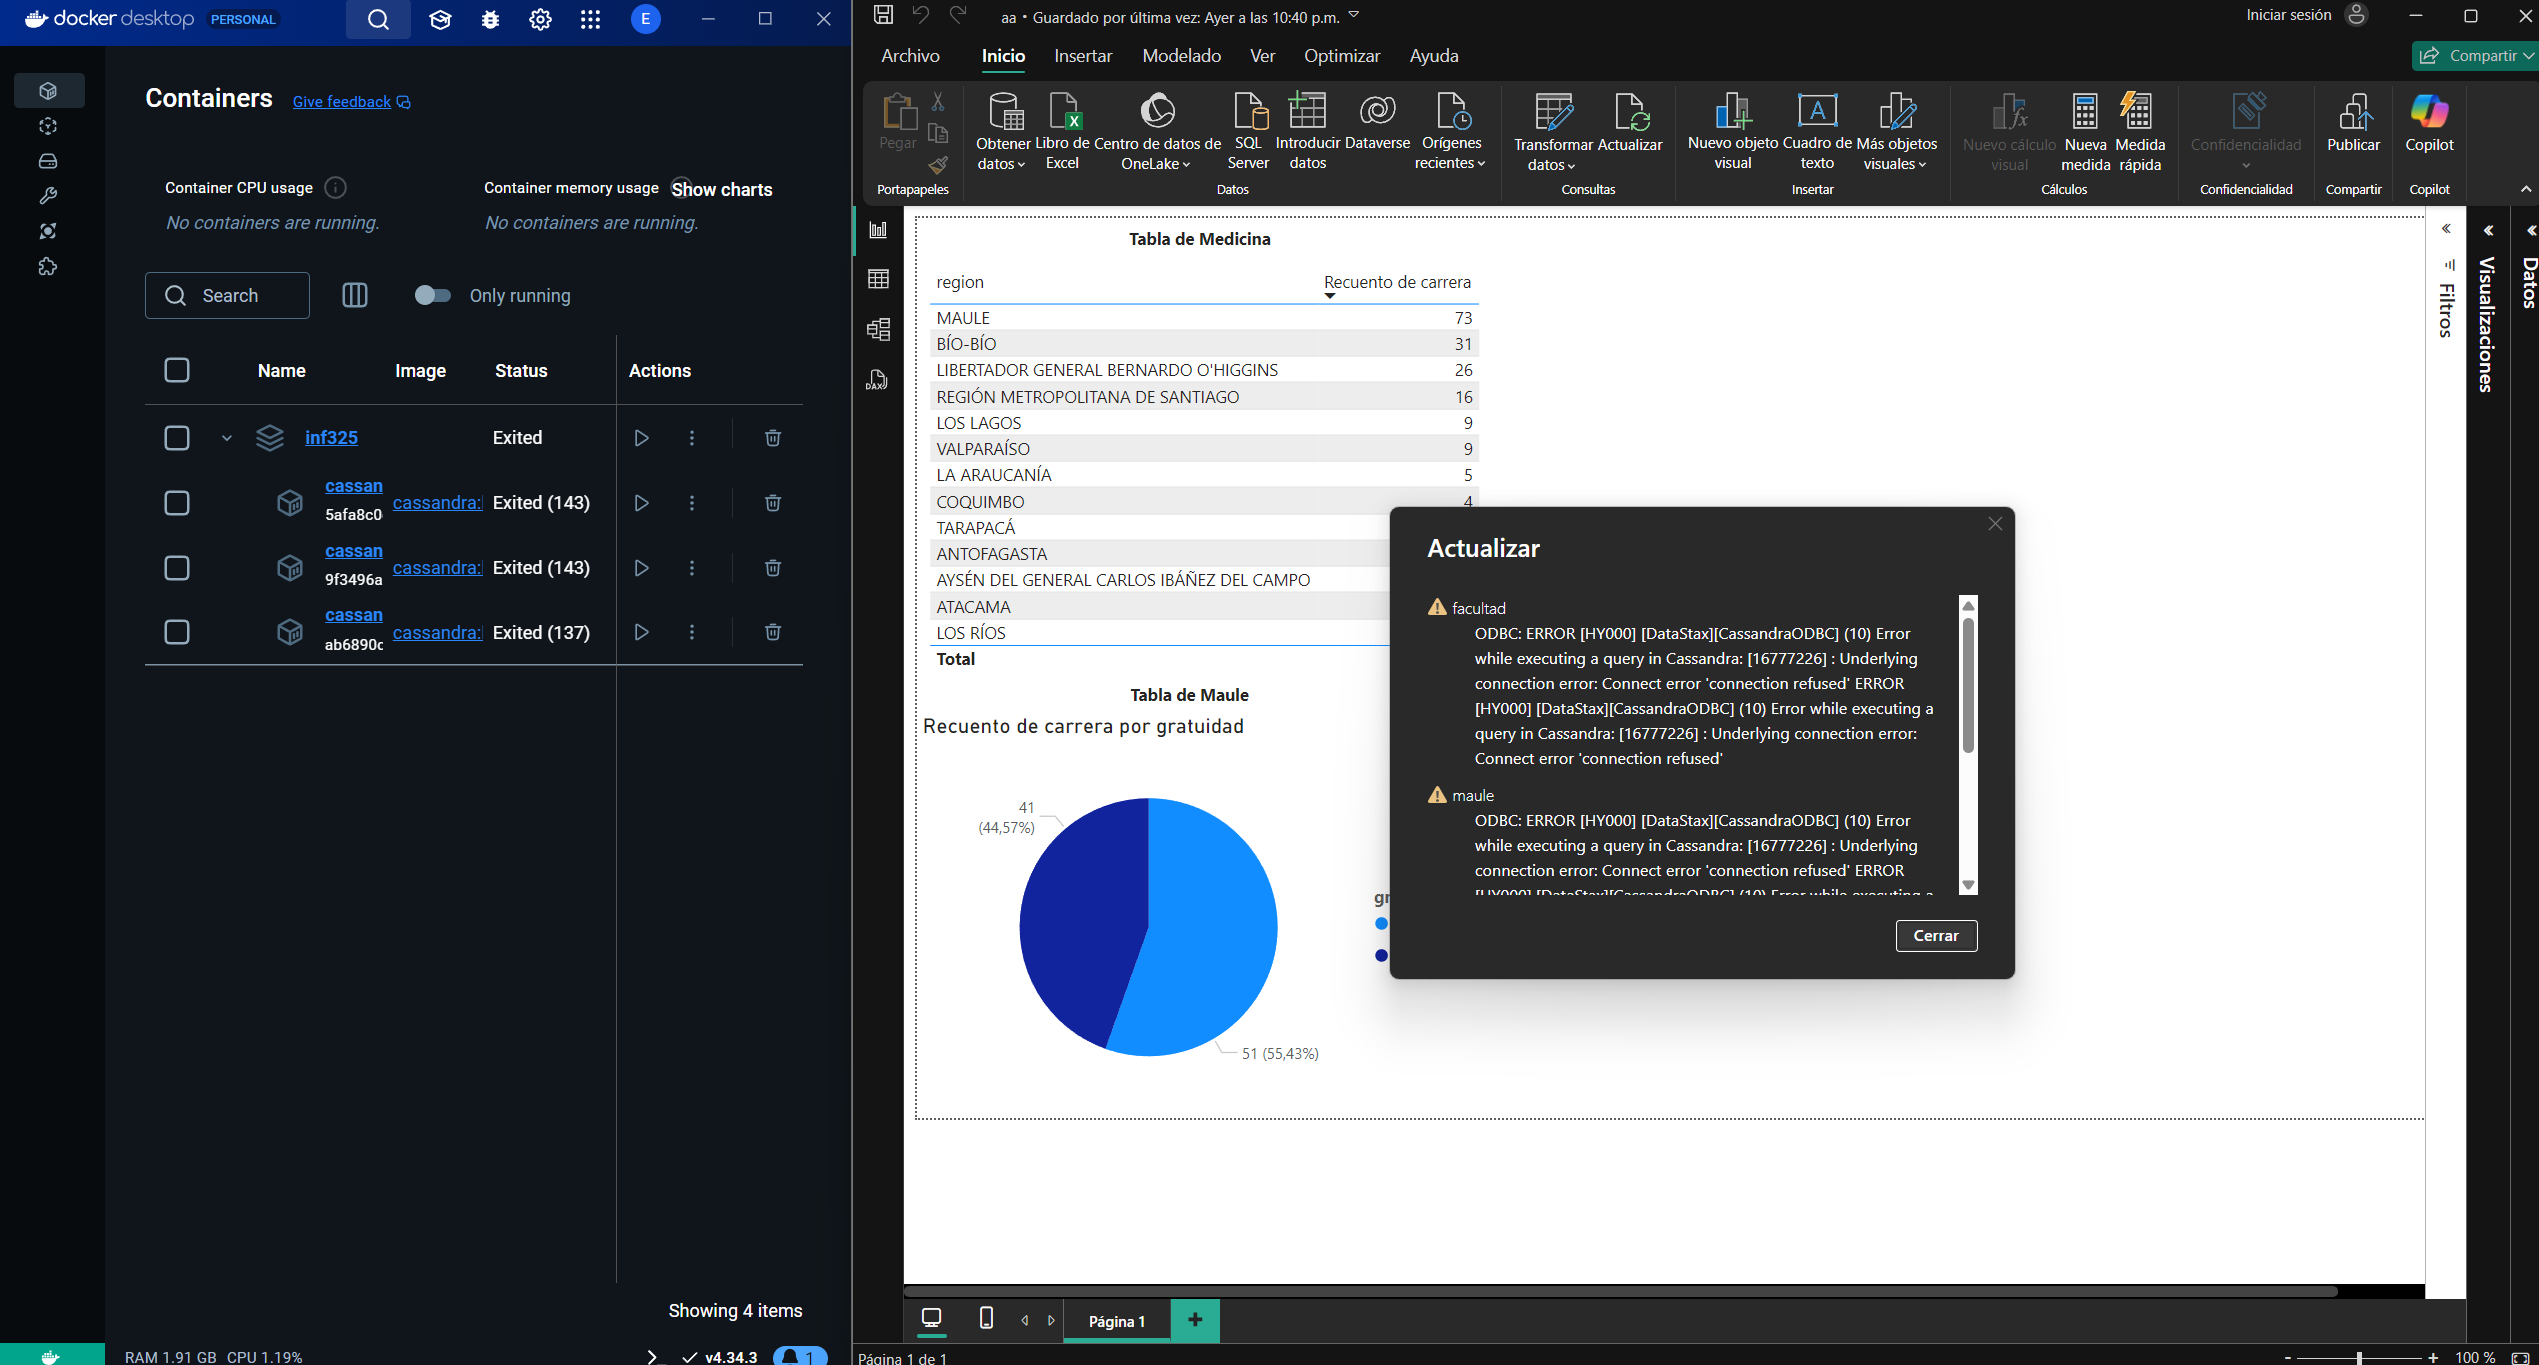 docker desktop PERSONAL
E
Containers Give feedback
Container CPU usage
No containers are running.
Container memory usage
No containers are running.
Show charts
Search
Only running
Name Image Status Actions
inf325 Exited
cassan
5afa8c0 cassandra: Exited (143)
cassan
9f3496a cassandra: Exited (143)
cassan
ab6890c cassandra: Exited (137)
Showing 4 items
RAM 1.91 GB CPU 1.19%
v4.34.3
1
aa • Guardado por última vez: Ayer a las 10:40 p.m.
Iniciar sesión
Archivo Inicio Insertar Modelado Ver Optimizar Ayuda
Compartir
Pegar
Portapapeles
Obtener datos
Libro de Excel
Centro de datos de OneLake
SQL Server
Introducir datos
Dataverse
Orígenes recientes
Datos
Transformar datos
Actualizar
Consultas
Nuevo objeto visual
Cuadro de texto
Más objetos visuales
Insertar
Nuevo cálculo visual
Nueva medida
Medida rápida
Cálculos
Confidencialidad
Confidencialidad
Publicar
Compartir
Copilot
Copilot
DAX
Tabla de Medicina
region Recuento de carrera
MAULE 73
BÍO-BÍO 31
LIBERTADOR GENERAL BERNARDO O'HIGGINS 26
REGIÓN METROPOLITANA DE SANTIAGO 16
LOS LAGOS 9
VALPARAÍSO 9
LA ARAUCANÍA 5
COQUIMBO 4
TARAPACÁ
ANTOFAGASTA
AYSÉN DEL GENERAL CARLOS IBÁÑEZ DEL CAMPO
ATACAMA
LOS RÍOS
Total
Tabla de Maule
Recuento de carrera por gratuidad
41
(44,57%)
51 (55,43%)
gr
Actualizar
facultad
ODBC: ERROR [HY000] [DataStax][CassandraODBC] (10) Error
while executing a query in Cassandra: [16777226] : Underlying
connection error: Connect error 'connection refused' ERROR
[HY000] [DataStax][CassandraODBC] (10) Error while executing a
query in Cassandra: [16777226] : Underlying connection error:
Connect error 'connection refused'
maule
ODBC: ERROR [HY000] [DataStax][CassandraODBC] (10) Error
while executing a query in Cassandra: [16777226] : Underlying
connection error: Connect error 'connection refused' ERROR
[HY000] [DataStax][CassandraODBC] (10) Error while executing a
Cerrar
Filtros
Visualizaciones
Datos
Página 1
Página 1 de 1
- + 100 %